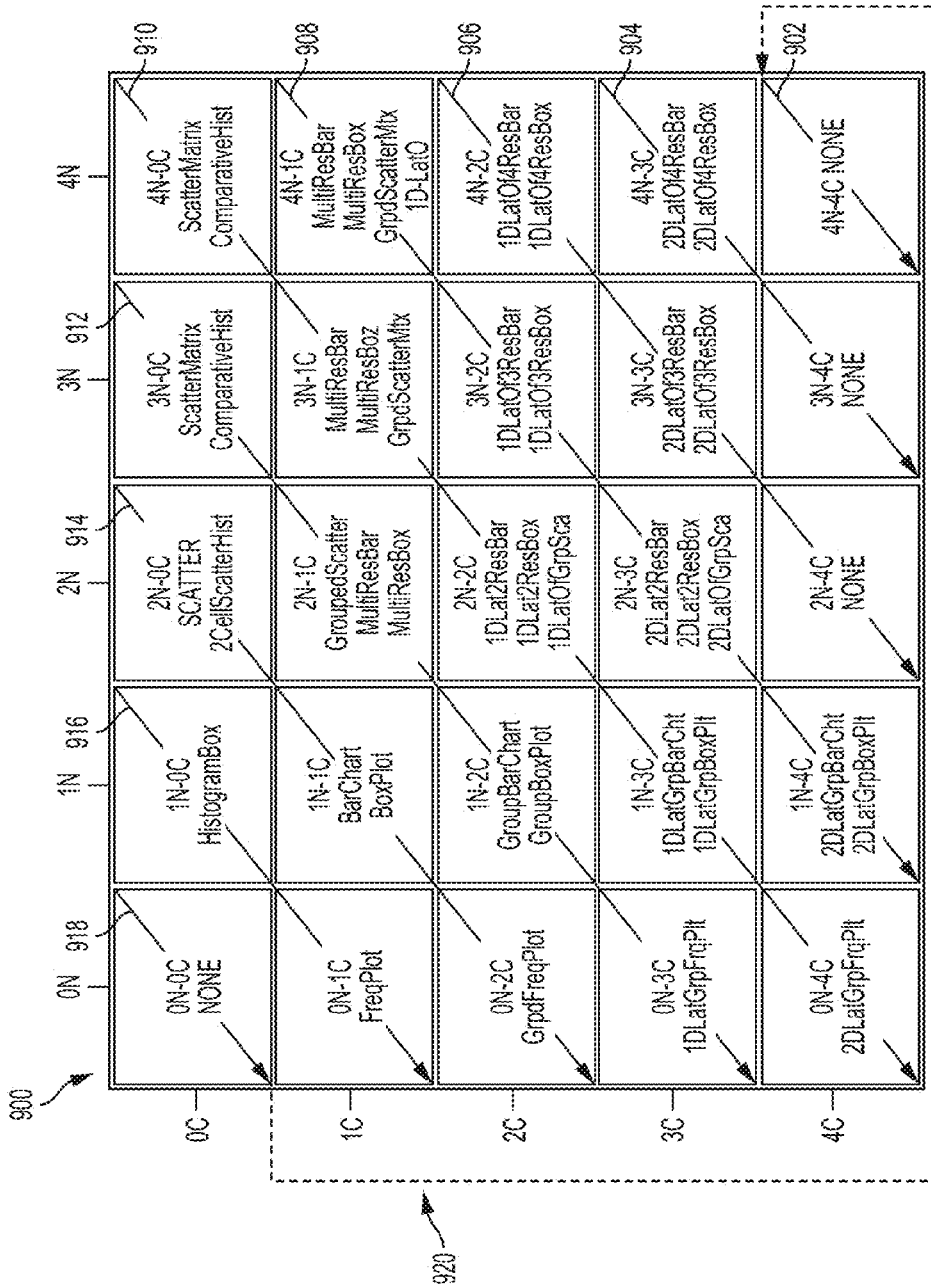 900
0N
1N
2N
3N
4N
918
916
914
912
910
908
906
904
902
920
0C
0N-0C
NONE
1N-0C
HistogramBox
2N-0C
SCATTER
2CellScatterHist
3N-0C
ScatterMatrix
ComparativeHist
4N-0C
ScatterMatrix
ComparativeHist
1C
0N-1C
FreqPlot
1N-1C
BarChart
BoxPlot
2N-1C
GroupedScatter
MultiResBar
MultiResBox
3N-1C
MultiResBar
MultiResBoz
GrpdScatterMtx
4N-1C
MultiResBar
MultiResBox
GrpdScatterMtx
1D-LatO
2C
0N-2C
GrpdFreqPlot
1N-2C
GroupBarChart
GroupBoxPlot
2N-2C
1DLat2ResBar
1DLat2ResBox
1DLatOfGrpSca
3N-2C
1DLatOf3ResBar
1DLatOf3ResBox
4N-2C
1DLatOf4ResBar
1DLatOf4ResBox
3C
0N-3C
1DLatGrpFrqPlt
1N-3C
1DLatGrpBarCht
1DLatGrpBoxPlt
2N-3C
2DLat2ResBar
2DLat2ResBox
2DLatOfGrpSca
3N-3C
2DLatOf3ResBar
2DLatOf3ResBox
4N-3C
2DLatOf4ResBar
2DLatOf4ResBox
4C
0N-4C
2DLatGrpFrqPlt
1N-4C
2DLatGrpBarCht
2DLatGrpBoxPlt
2N-4C
NONE
3N-4C
NONE
4N-4C NONE